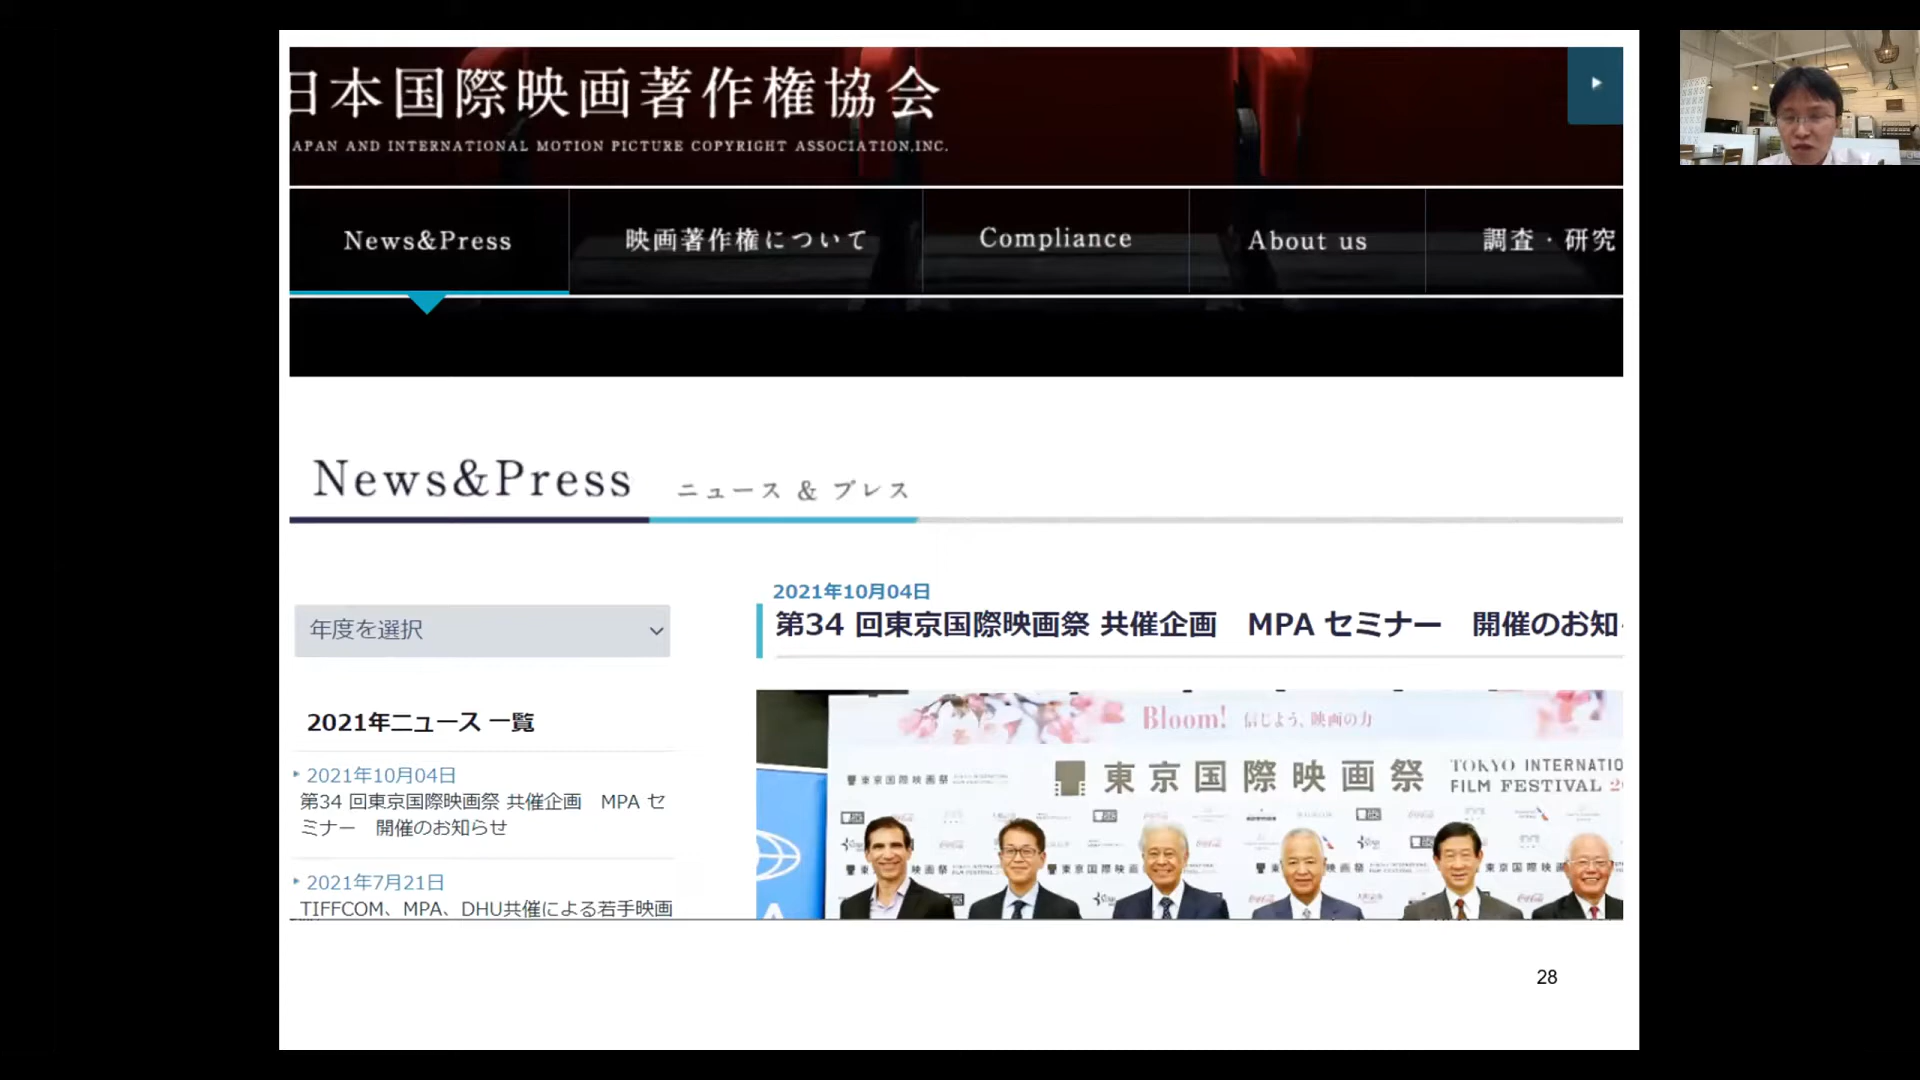 日本国際映画著作権協会
APAN AND INTERNATIONAL MOTION PICTURE COPYRIGHT ASSOCIATION,INC.
News&Press
映画著作権について
Compliance
About us
調査・研究
News&Press ニュース & プレス
年度を選択
2021年ニュース 一覧
2021年10月04日
第34 回東京国際映画祭 共催企画　MPA セ
ミナー　開催のお知らせ
2021年7月21日
TIFFCOM、MPA、DHU共催による若手映画
2021年10月04日
第34 回東京国際映画祭 共催企画　MPA セミナー　開催のお知
Bloom! 信じよう、映画の力
東京国際映画祭
東京国際映画祭 TOKYO INTERNATIO
FILM FESTIVAL 2
28